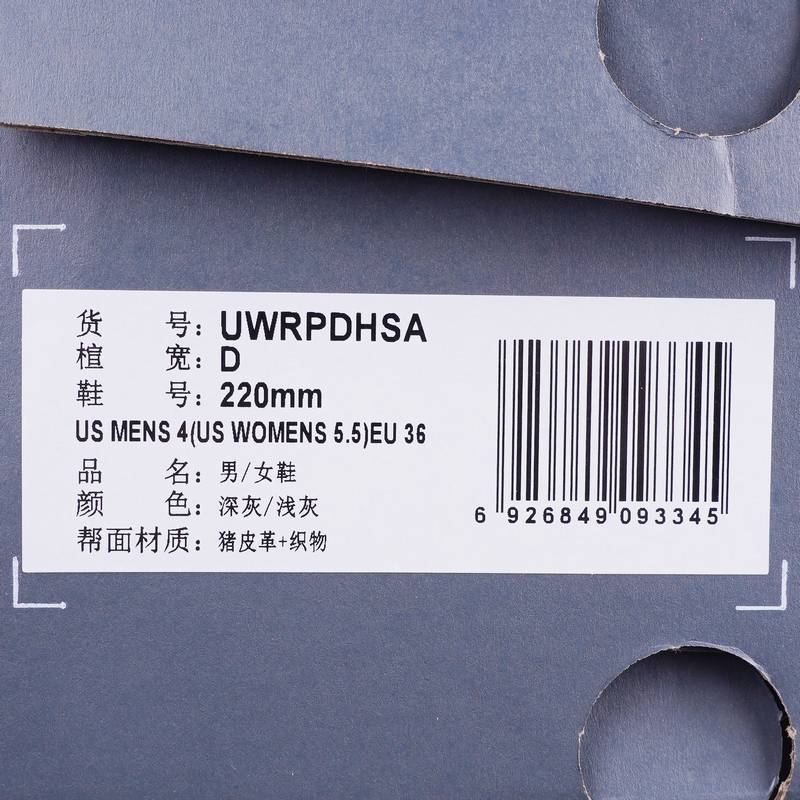 货 号：UWRPDHSA
楦 宽：D
鞋 号：220mm
US MENS 4(US WOMENS 5.5)EU 36
品 名：男/女鞋
颜 色：深灰/浅灰
帮面材质：猪皮革+织物
6 926849 093345